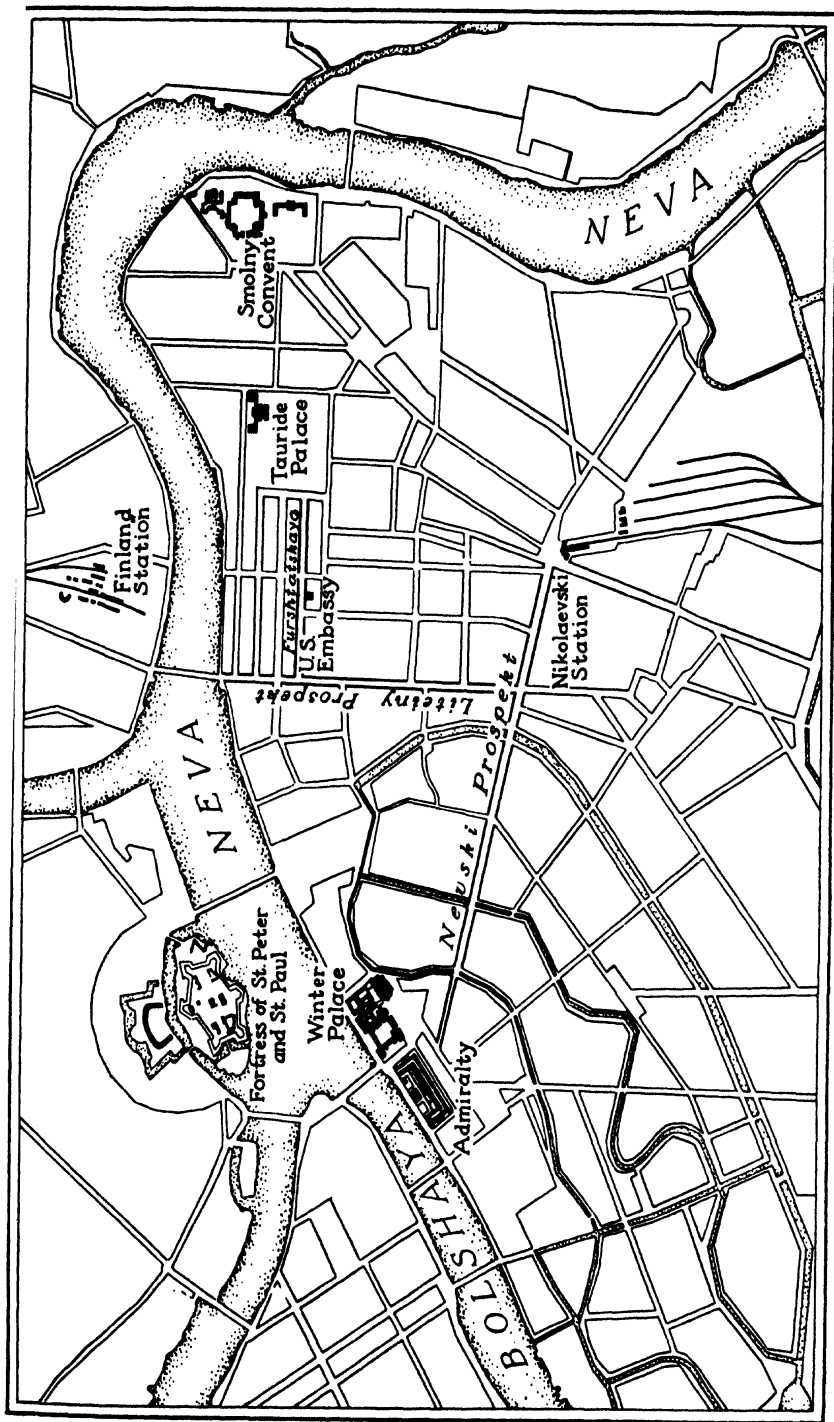 NEVA
Smolny
Convent
Tauride
Palace
Finland
Station
Furshtatskaya
U.S.
Embassy
Liteiny Prospekt
Nikolaevski
Station
Nevski Prospekt
NEVA
Fortress of St. Peter
and St. Paul
Winter
Palace
Admiralty
BOLSHAYA